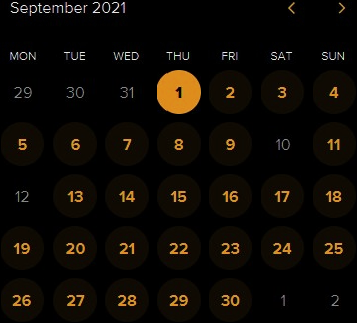 September 2021
MON TUE WED THU FRI SAT SUN
29 30 31 1 2 3 4
5 6 7 8 9 10 11
12 13 14 15 16 17 18
19 20 21 22 23 24 25
26 27 28 29 30 1 2